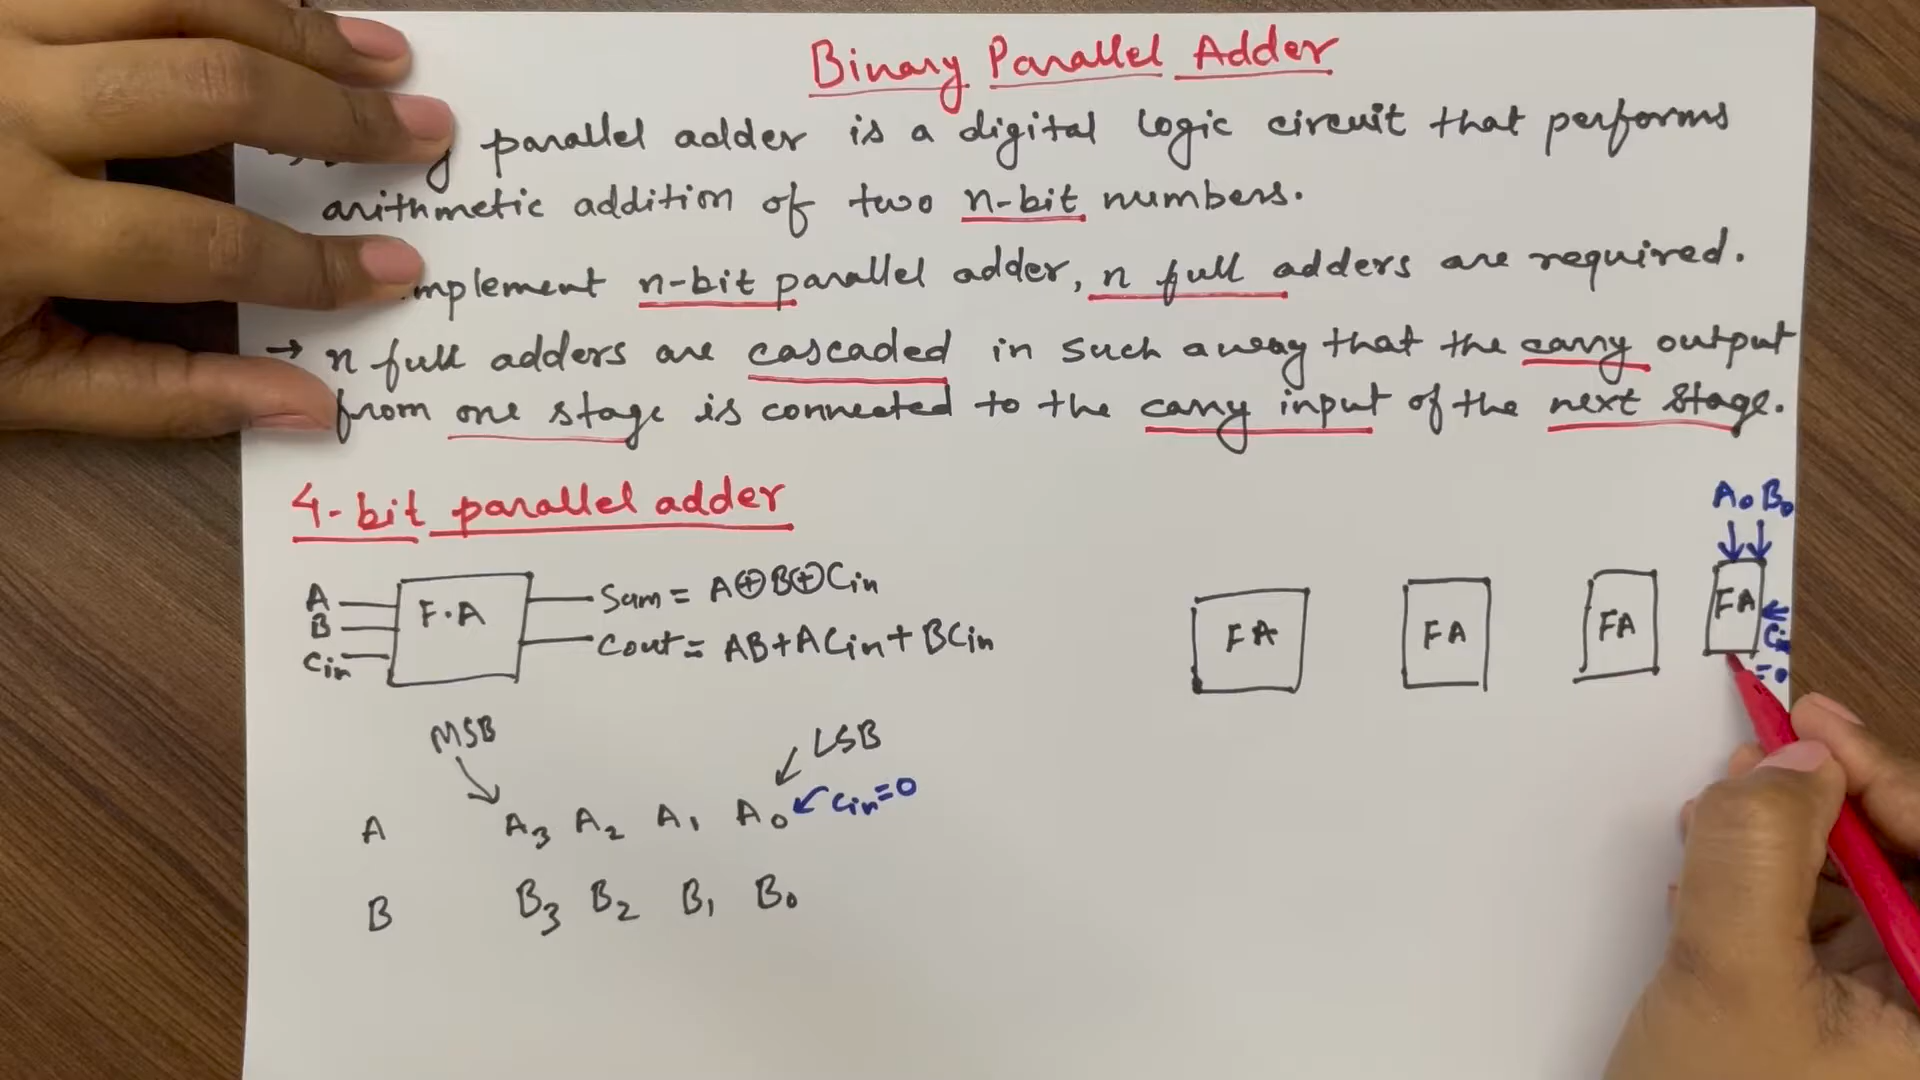 Binary Parallel Adder
parallel adder is a digital logic circuit that performs
arithmetic addition of two n-bit numbers.
implement n-bit parallel adder, n full adders are required.
→ n full adders are cascaded in such a way that the carry output
from one stage is connected to the carry input of the next stage.
4-bit parallel adder
A0 B0
A
B
Cin
F.A
Sum = A⊕B⊕Cin
Cout = AB+ACin+BCin
FA FA FA FA
Cin
=0
MSB
LSB
A A3 A2 A1 A0 Cin=0
B B3 B2 B1 B0